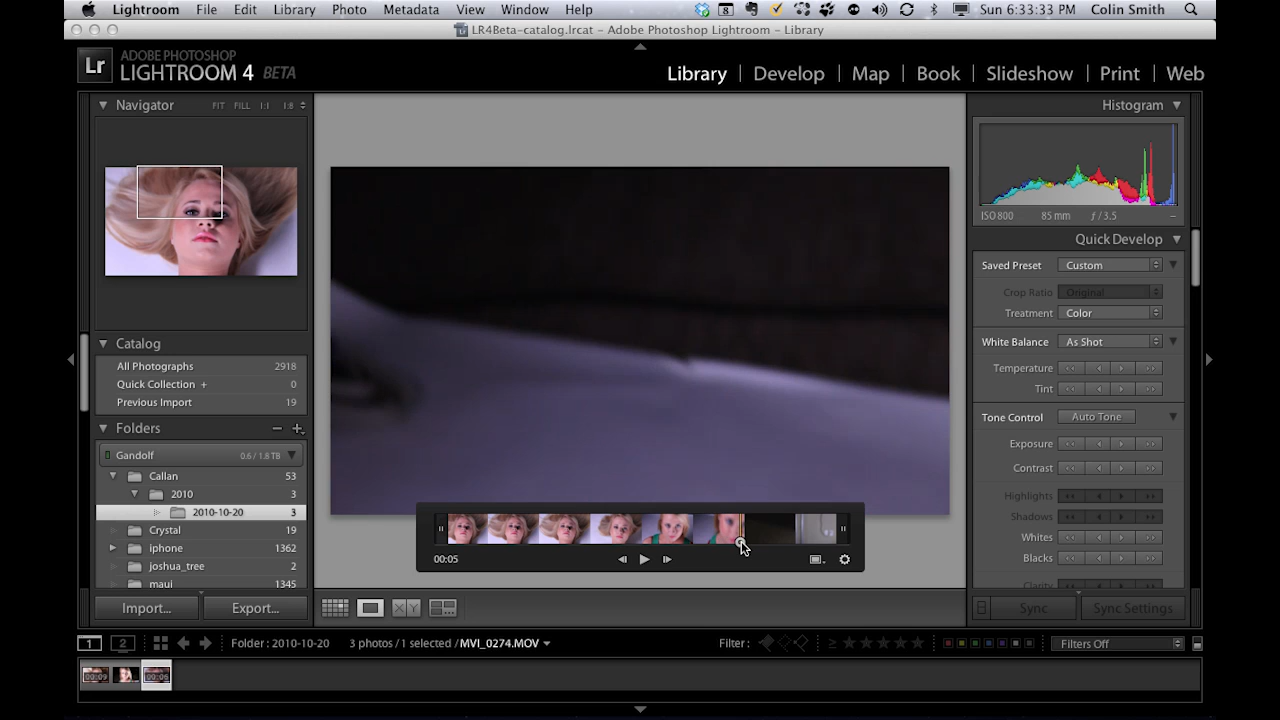 Lightroom File Edit Library Photo Metadata View Window Help Sun 6:33:33 PM Colin Smith
LR4Beta-catalog.lrcat – Adobe Photoshop Lightroom – Library
Lr ADOBE PHOTOSHOP
LIGHTROOM 4 BETA
Library | Develop | Map | Book | Slideshow | Print | Web
Navigator FIT FILL 1:1 1:8
Histogram
ISO 800 85 mm ƒ / 3.5
Quick Develop
Saved Preset Custom
Crop Ratio Original
Treatment Color
White Balance As Shot
Temperature
Tint
Tone Control Auto Tone
Exposure
Contrast
Highlights
Shadows
Whites
Blacks
Clarity
Catalog
All Photographs 2918
Quick Collection + 0
Previous Import 19
Folders
Gandolf 0.6 / 1.8 TB
Callan 53
2010 3
2010-10-20 3
Crystal 19
iphone 1362
joshua_tree 2
maui 1345
00:05
Import... Export...
X Y
Sync Sync Settings
1 2 Folder : 2010-10-20 3 photos / 1 selected / MVI_0274.MOV Filter : ≥ Filters Off
00:09 00:06